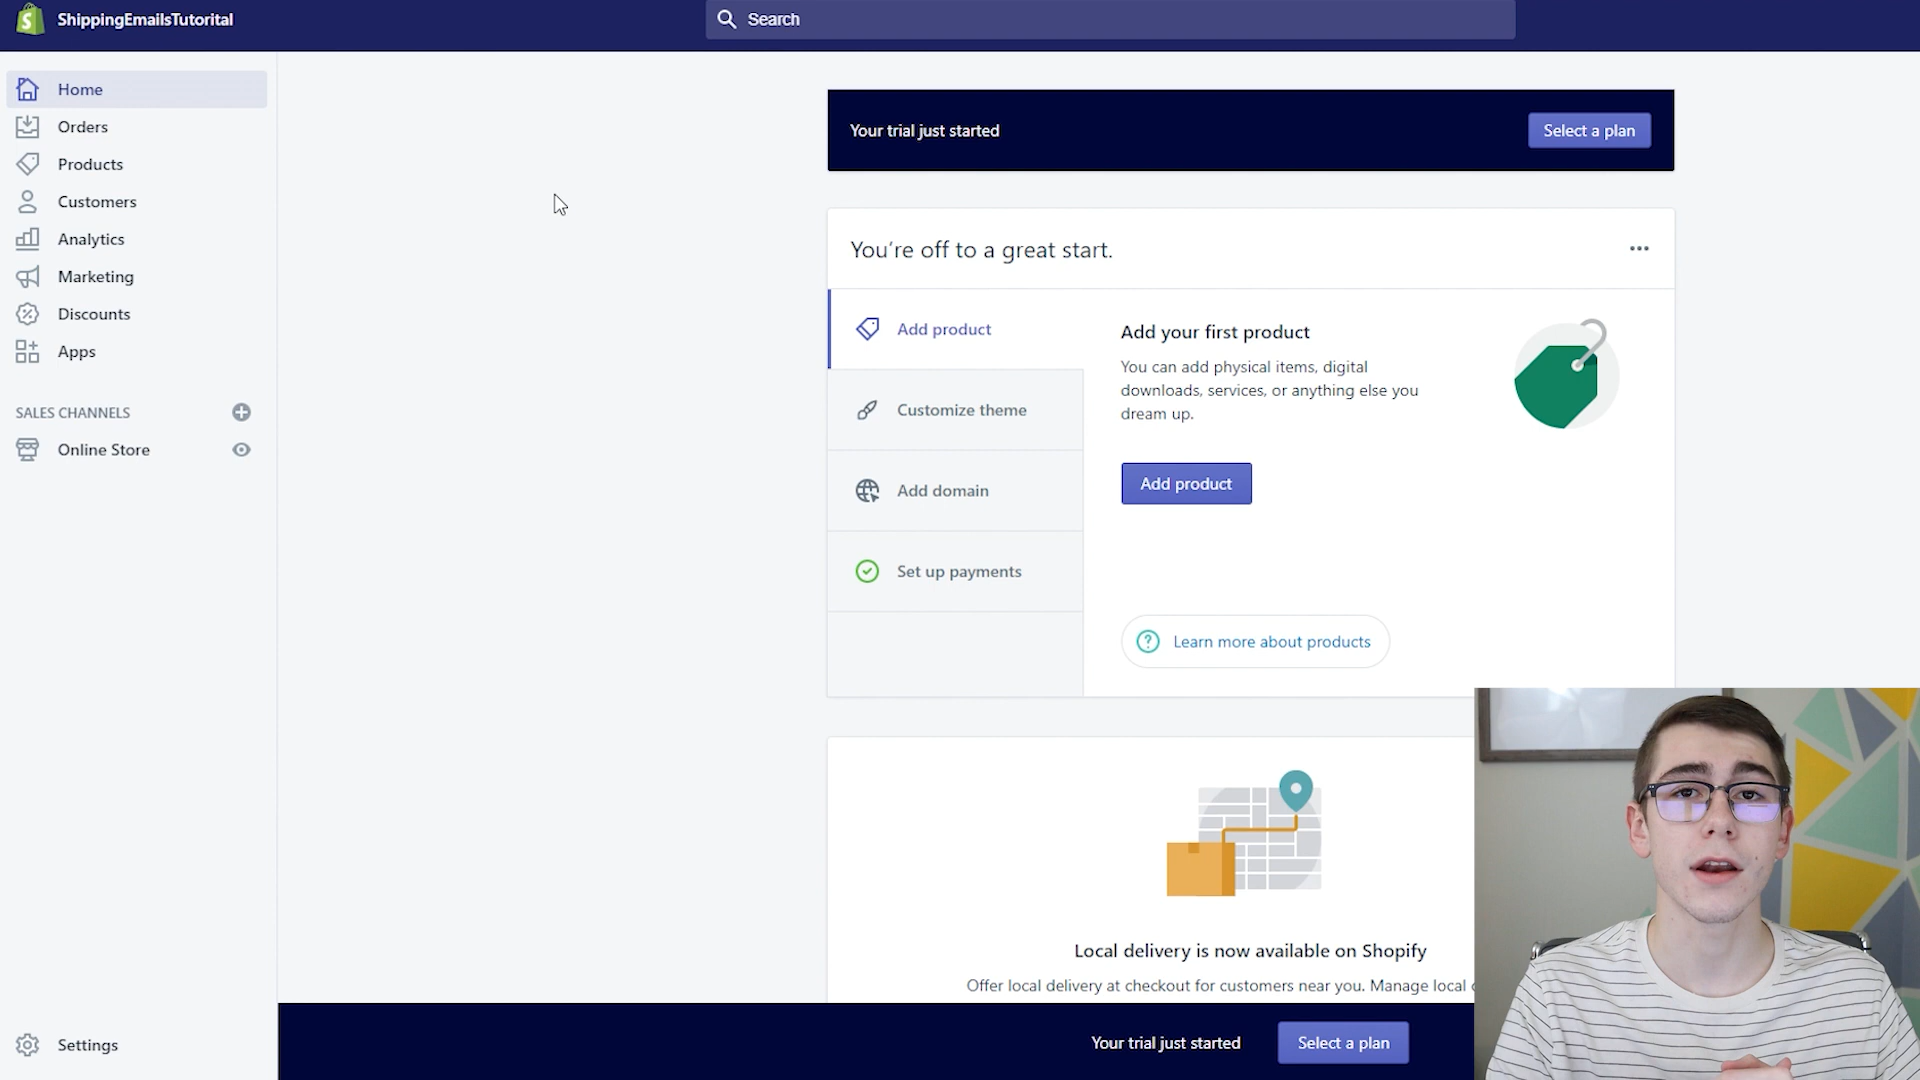 ShippingEmailsTutorital
Search
Home
Orders
Products
Customers
Analytics
Marketing
Discounts
Apps
SALES CHANNELS
Online Store
Settings
Your trial just started
Select a plan
You're off to a great start.
Add product
Customize theme
Add domain
Set up payments
Add your first product
You can add physical items, digital
downloads, services, or anything else you
dream up.
Add product
Learn more about products
Local delivery is now available on Shopify
Offer local delivery at checkout for customers near you. Manage local
Your trial just started
Select a plan